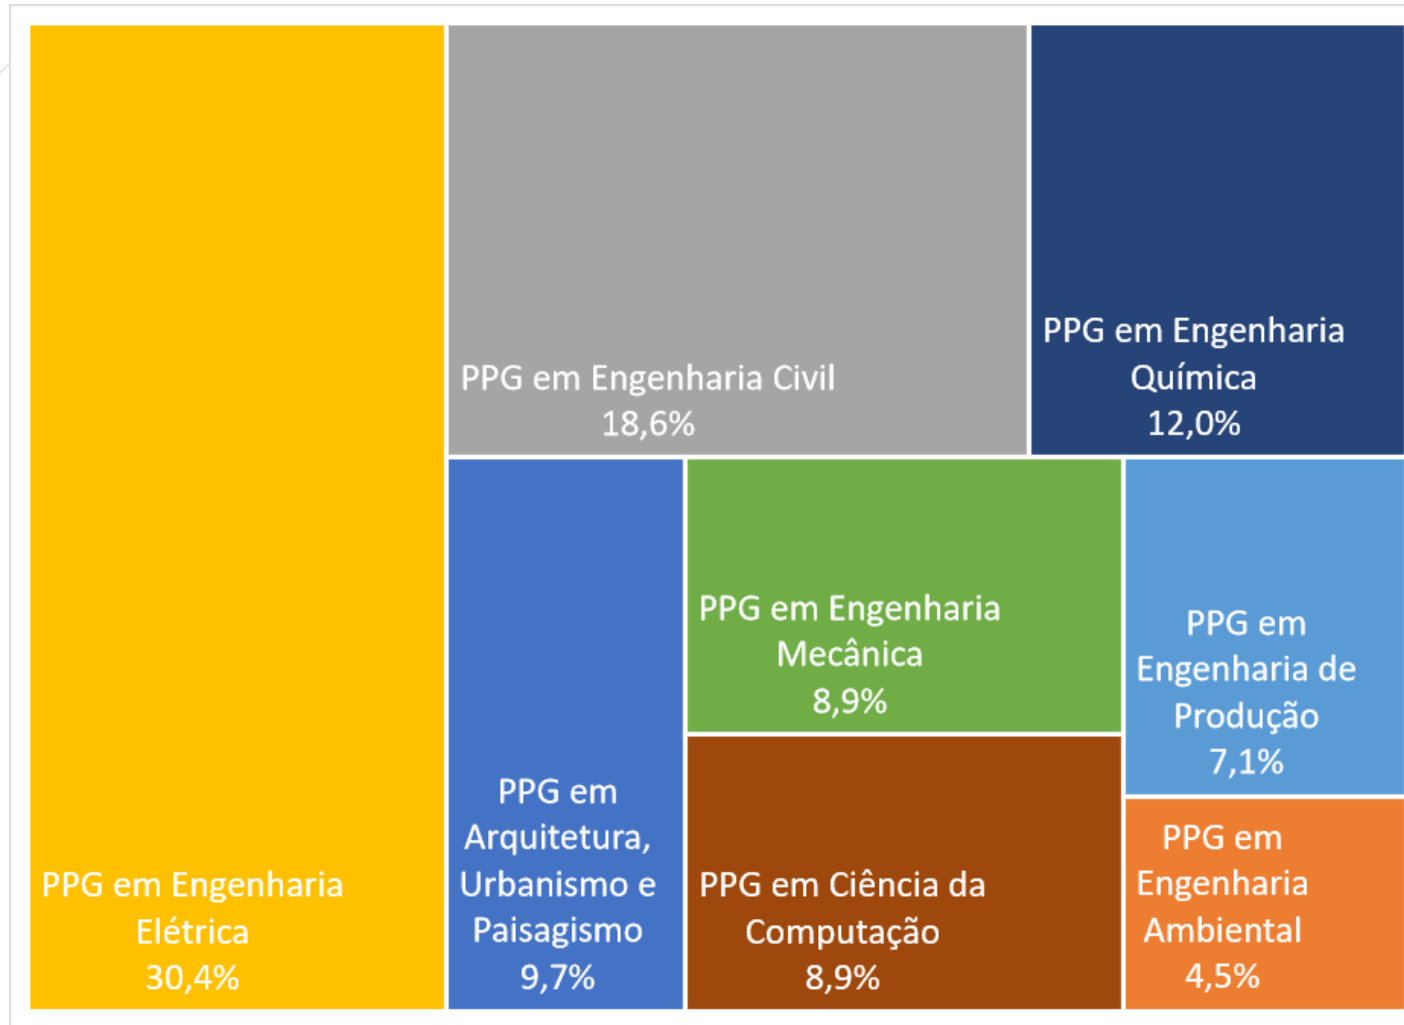 PPG em Engenharia
Elétrica
30,4%
PPG em Engenharia Civil
18,6%
PPG em Engenharia
Química
12,0%
PPG em
Arquitetura,
Urbanismo e
Paisagismo
9,7%
PPG em Engenharia
Mecânica
8,9%
PPG em Ciência da
Computação
8,9%
PPG em
Engenharia de
Produção
7,1%
PPG em
Engenharia
Ambiental
4,5%